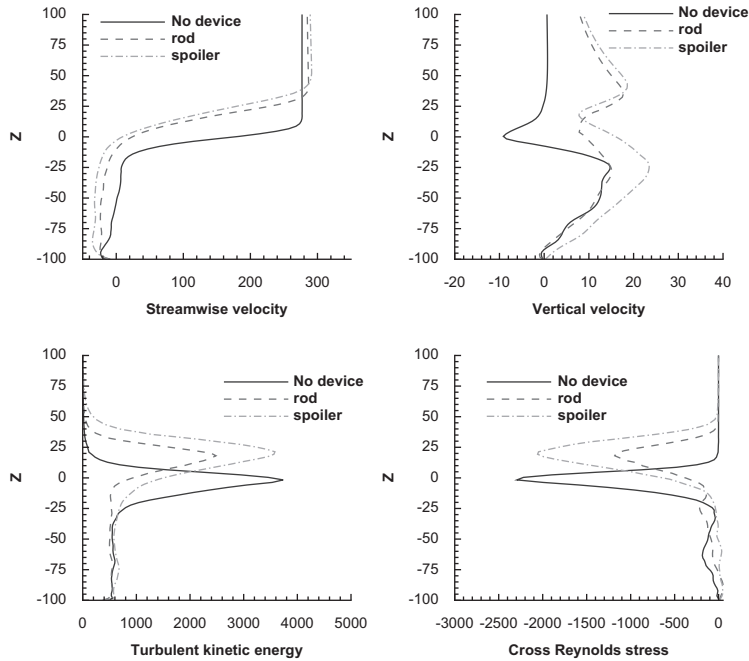 100
75
50
25
0
-25
-50
-75
-100
Z
No device
rod
spoiler
0 100 200 300
Streamwise velocity
100
75
50
25
0
-25
-50
-75
-100
Z
No device
rod
spoiler
-20 -10 0 10 20 30 40
Vertical velocity
100
75
50
25
0
-25
-50
-75
-100
Z
No device
rod
spoiler
0 1000 2000 3000 4000 5000
Turbulent kinetic energy
100
75
50
25
0
-25
-50
-75
-100
Z
No device
rod
spoiler
-3000 -2500 -2000 -1500 -1000 -500 0
Cross Reynolds stress